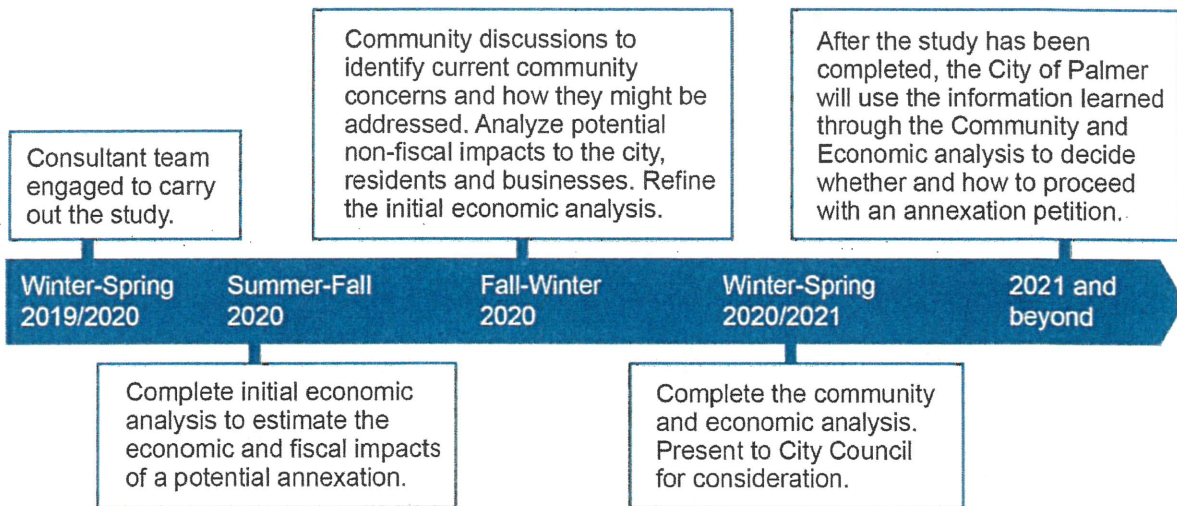 Community discussions to
identify current community
concerns and how they might be
addressed. Analyze potential
non-fiscal impacts to the city,
residents and businesses. Refine
the initial economic analysis.
After the study has been
completed, the City of Palmer
will use the information learned
through the Community and
Economic analysis to decide
whether and how to proceed
with an annexation petition.
Consultant team
engaged to carry
out the study.
Winter-Spring
2019/2020
Summer-Fall
2020
Fall-Winter
2020
Winter-Spring
2020/2021
2021 and
beyond
Complete initial economic
analysis to estimate the
economic and fiscal impacts
of a potential annexation.
Complete the community
and economic analysis.
Present to City Council
for consideration.